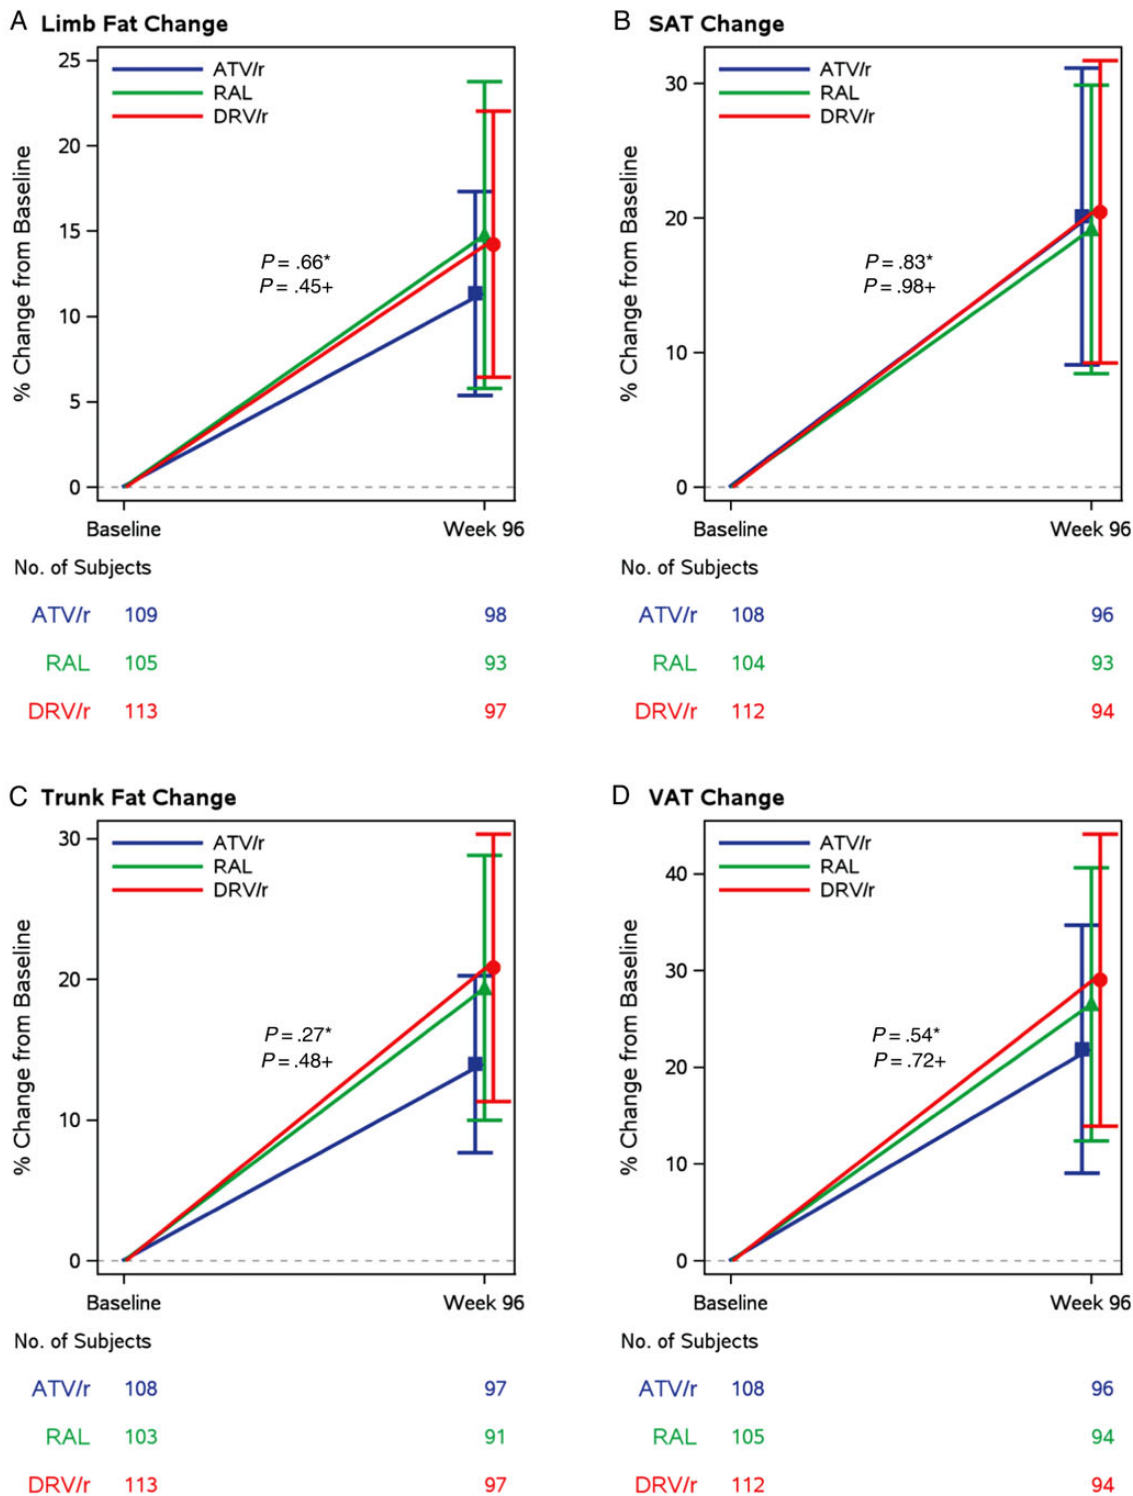 A Limb Fat Change
25
20
15
10
5
0
% Change from Baseline
ATV/r
RAL
DRV/r
P = .66*
P = .45+
Baseline Week 96
No. of Subjects
ATV/r 109 98
RAL 105 93
DRV/r 113 97
B SAT Change
30
20
10
0
% Change from Baseline
ATV/r
RAL
DRV/r
P = .83*
P = .98+
Baseline Week 96
No. of Subjects
ATV/r 108 96
RAL 104 93
DRV/r 112 94
C Trunk Fat Change
30
20
10
0
% Change from Baseline
ATV/r
RAL
DRV/r
P = .27*
P = .48+
Baseline Week 96
No. of Subjects
ATV/r 108 97
RAL 103 91
DRV/r 113 97
D VAT Change
40
30
20
10
0
% Change from Baseline
ATV/r
RAL
DRV/r
P = .54*
P = .72+
Baseline Week 96
No. of Subjects
ATV/r 108 96
RAL 105 94
DRV/r 112 94